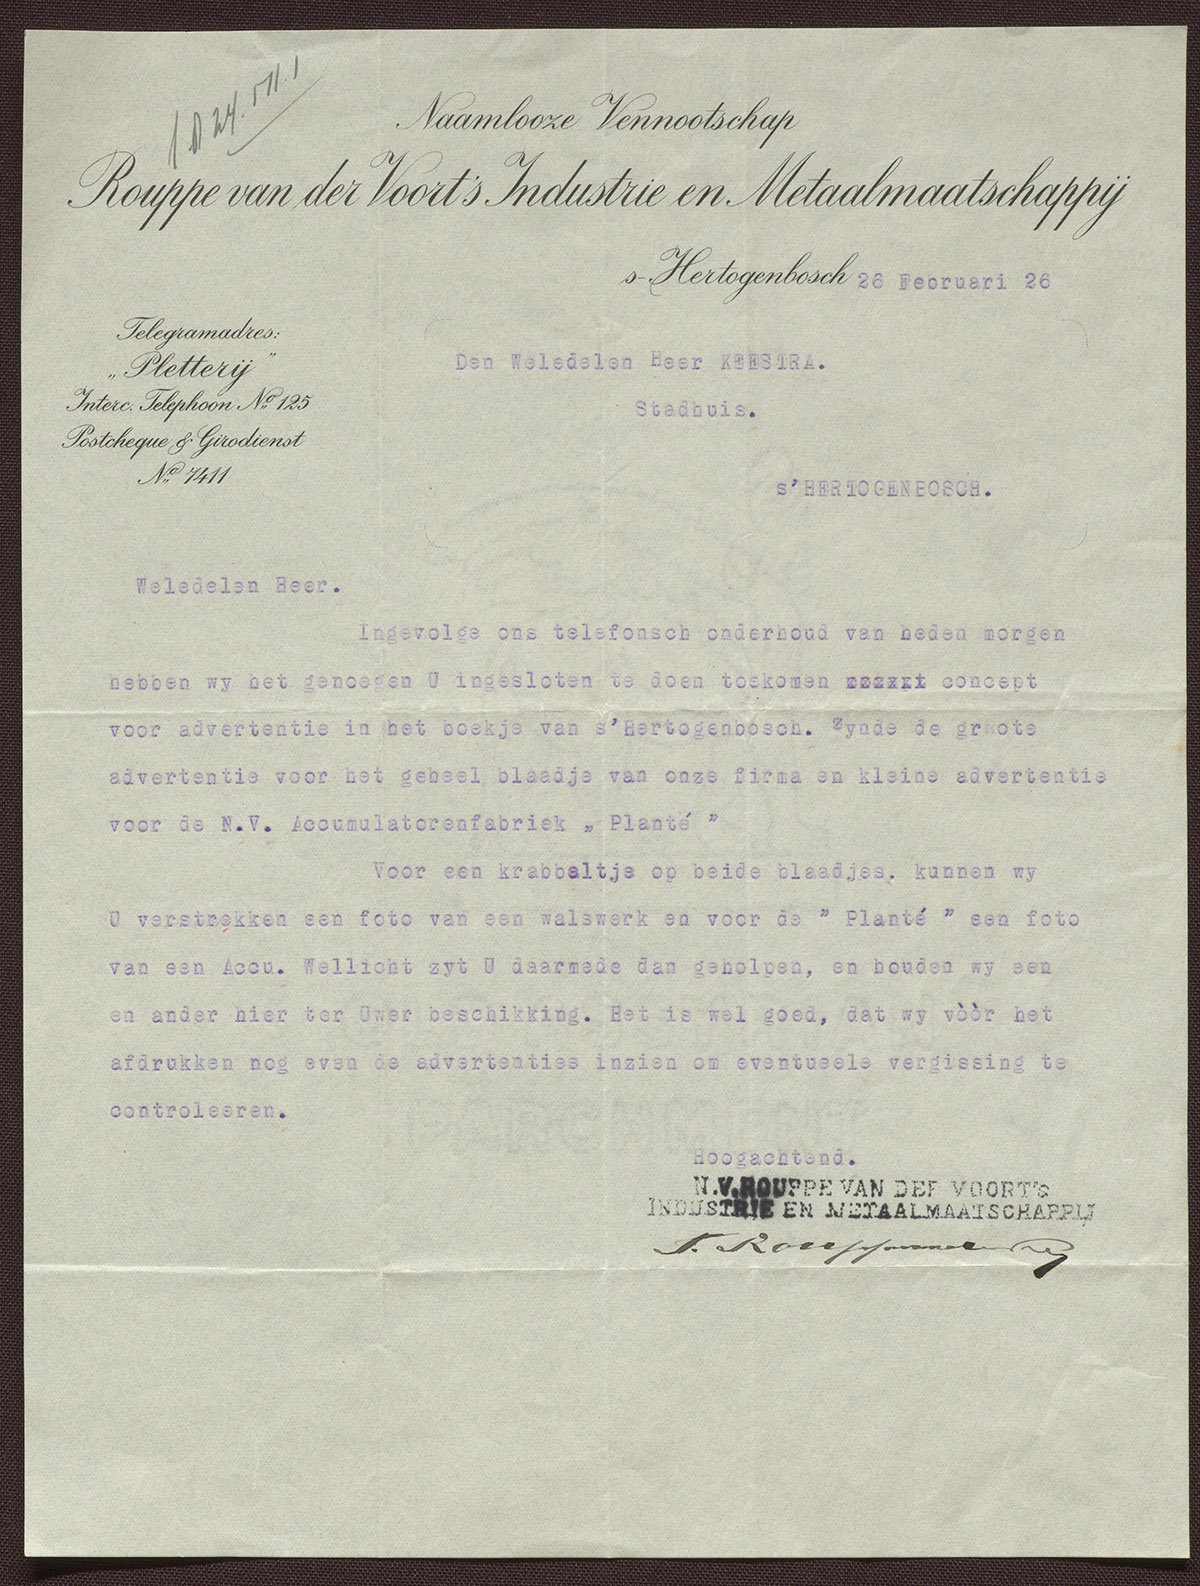 Naamlooze Vennootschap
Rouppe van der Voort's Industrie en Metaalmaatschappij
s-Hertogenbosch 26 Februari 26
Telegramadres:
„Pletterij"
Interc. Telephoon No 125
Postcheque & Girodienst
No 7411
Den Weledelen Heer KEESTRA.
Stadhuis.
s'HERTOGENBOSCH.
Weledelen Heer.
Ingevolge ons telefonsch onderhoud van heden morgen
hebben wy het genoegen U ingesloten te doen toekomen concept
voor advertentie in het boekje van s'Hertogenbosch. Zynde de groote
advertentie voor het geheel blaadje van onze firma en kleine advertentie
voor de N.V. Accumulatorenfabriek „ Planté "
Voor een krabbeltje op beide blaadjes. kunnen wy
U verstrekken een foto van een walswerk en voor de " Planté " een foto
van een Accu. Wellicht zyt U daarmede dan geholpen, en houden wy een
en ander hier ter Uwer beschikking. Het is wel goed, dat wy vòòr het
afdrukken nog even de advertenties inzien om eventueele vergissing te
controleeren.
Hoogachtend.
N.V. ROUPPE VAN DER VOORT'S
INDUSTRIE EN METAALMAATSCHAPPIJ